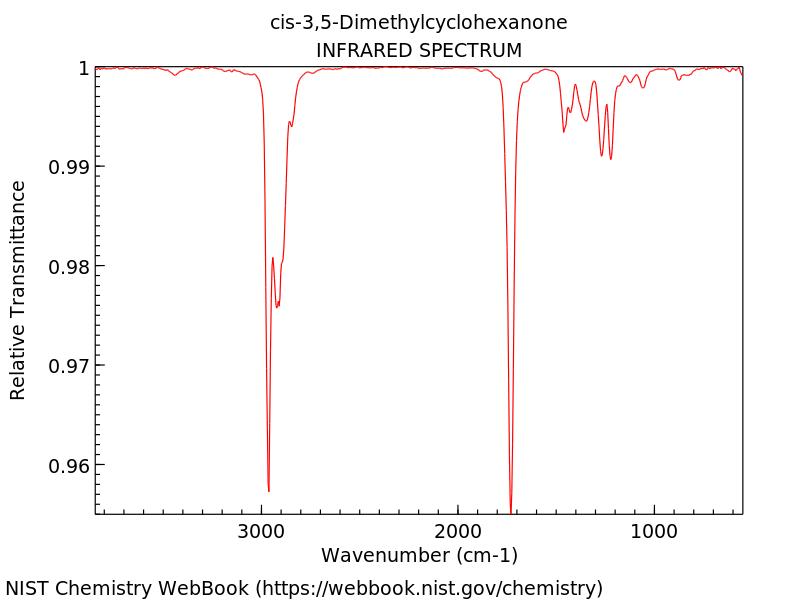 cis-3,5-Dimethylcyclohexanone
INFRARED SPECTRUM
1
0.99
0.98
0.97
0.96
Relative Transmittance
3000 2000 1000
Wavenumber (cm-1)
NIST Chemistry WebBook (https://webbook.nist.gov/chemistry)